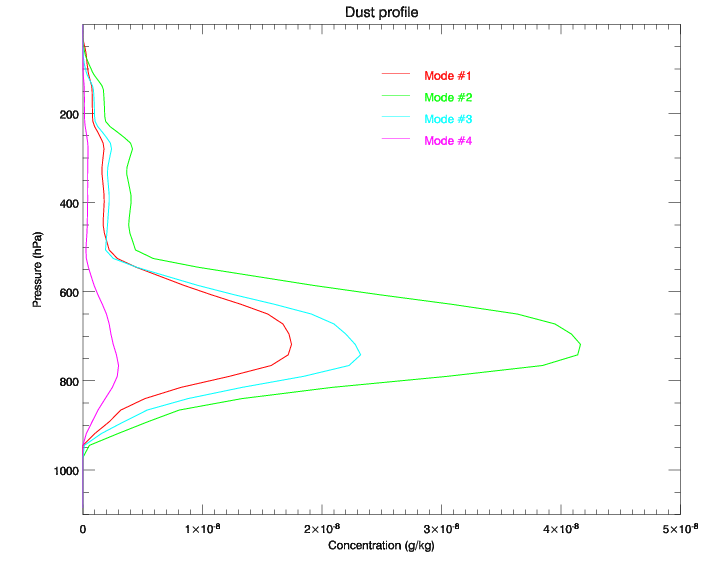 Dust profile
Mode #1
Mode #2
Mode #3
Mode #4
200
400
600
800
1000
Pressure (hPa)
0 1×10⁻⁸ 2×10⁻⁸ 3×10⁻⁸ 4×10⁻⁸ 5×10⁻⁸
Concentration (g/kg)